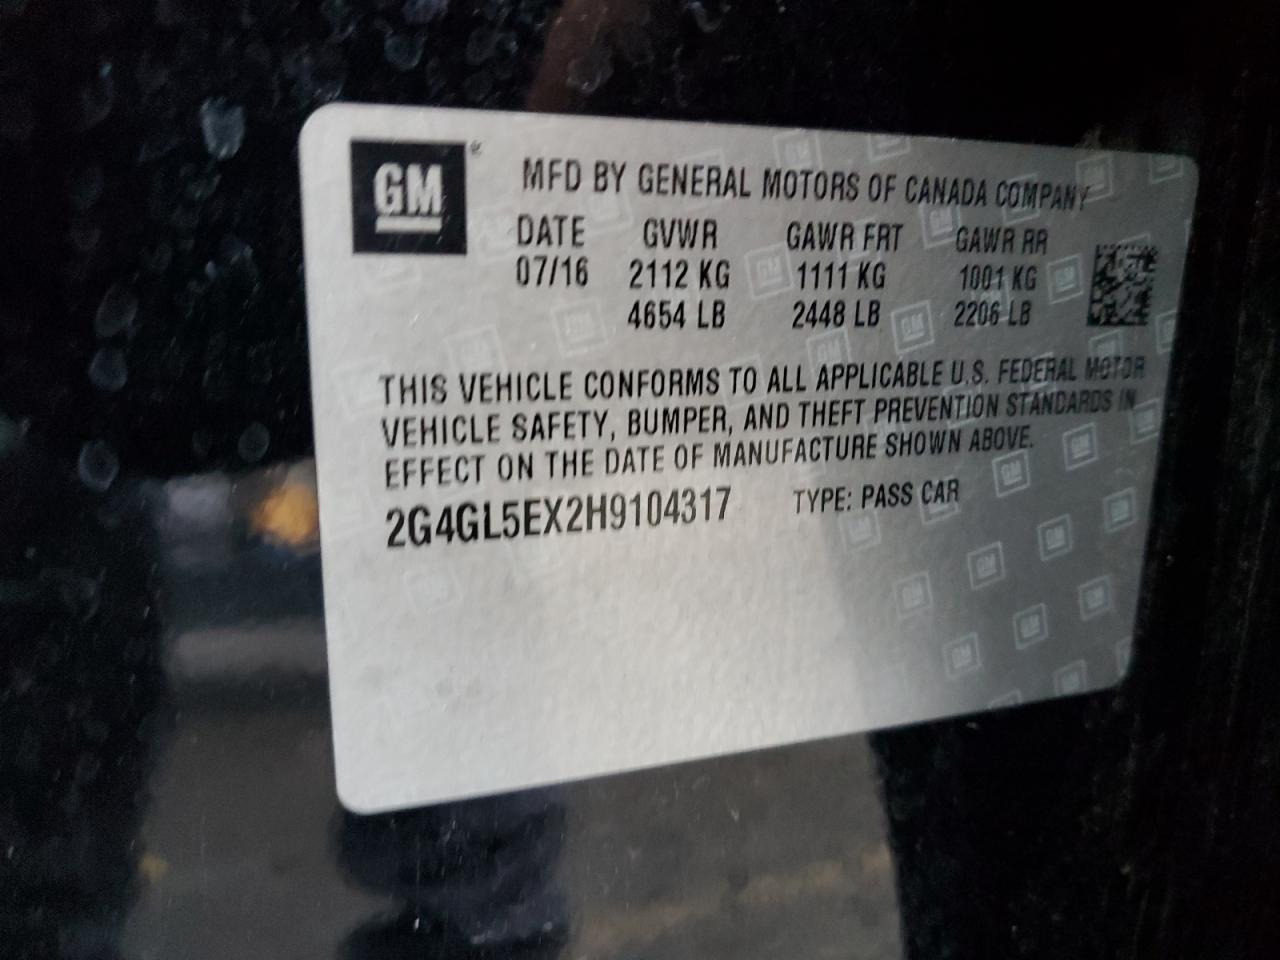 GM®
MFD BY GENERAL MOTORS OF CANADA COMPANY
DATE GVWR GAWR FRT GAWR RR
07/16 2112 KG 1111 KG 1001 KG
4654 LB 2448 LB 2206 LB
THIS VEHICLE CONFORMS TO ALL APPLICABLE U.S. FEDERAL MOTOR
VEHICLE SAFETY, BUMPER, AND THEFT PREVENTION STANDARDS IN
EFFECT ON THE DATE OF MANUFACTURE SHOWN ABOVE.
2G4GL5EX2H9104317 TYPE: PASS CAR